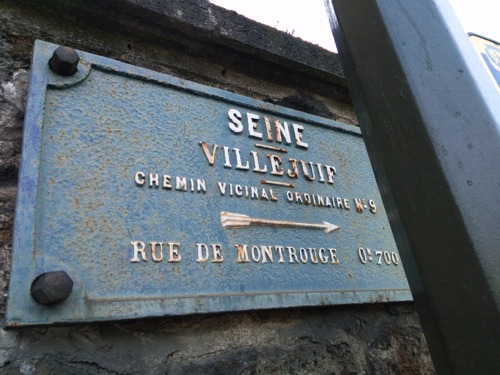 SEINE
VILLEJUIF
CHEMIN VICINAL ORDINAIRE No 9
RUE DE MONTROUGE 0K 700